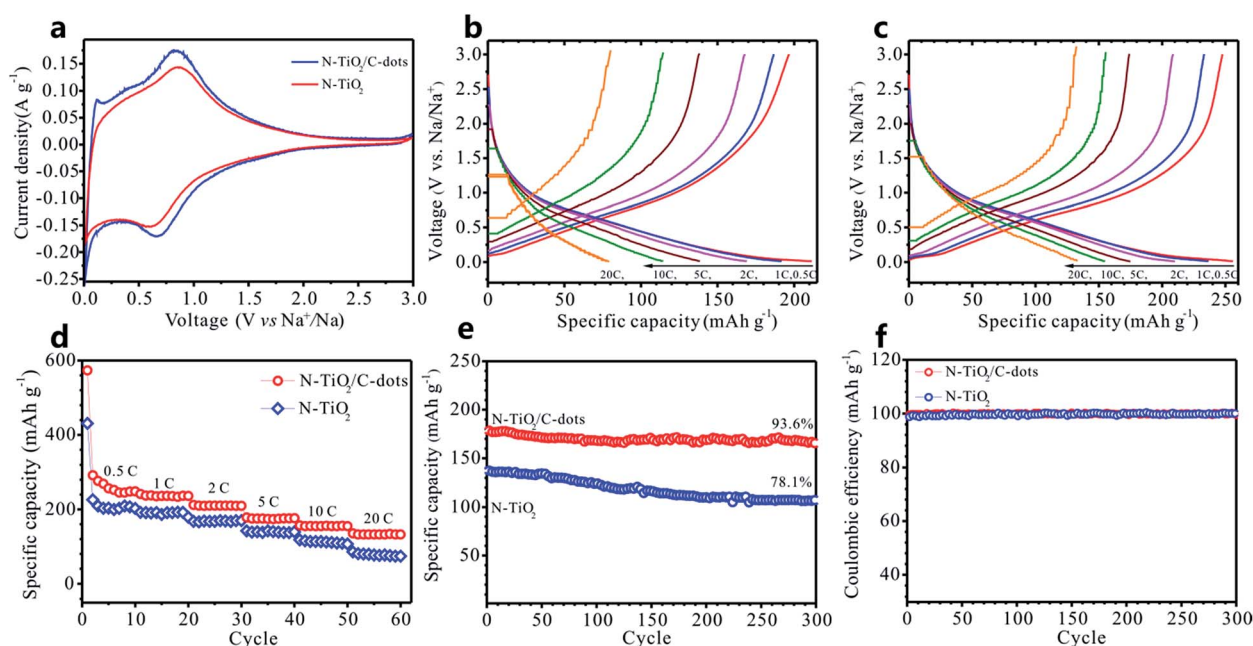 a
Current density(A g⁻¹)
0.15
0.10
0.05
0.00
-0.05
-0.10
-0.15
-0.20
-0.25
N-TiO₂/C-dots
N-TiO₂
0.0 0.5 1.0 1.5 2.0 2.5 3.0
Voltage (V vs Na⁺/Na)
b
Voltage (V vs. Na/Na⁺)
3.0
2.5
2.0
1.5
1.0
0.5
0.0
20C, 10C, 5C, 2C, 1C,0.5C
0 50 100 150 200
Specific capacity (mAh g⁻¹)
c
Voltage (V vs. Na/Na⁺)
3.0
2.5
2.0
1.5
1.0
0.5
0.0
20C, 10C, 5C, 2C, 1C,0.5C
0 50 100 150 200 250
Specific capacity (mAh g⁻¹)
d
Specific capacity (mAh g⁻¹)
600
400
200
0
N-TiO₂/C-dots
N-TiO₂
0.5 C
1 C
2 C
5 C
10 C
20 C
0 10 20 30 40 50 60
Cycle
e
Specific capacity (mAh g⁻¹)
250
200
150
100
50
N-TiO₂/C-dots
93.6%
78.1%
N-TiO₂
0 50 100 150 200 250 300
Cycle
f
Coulombic efficiency (mAh g⁻¹)
120
100
80
60
40
N-TiO₂/C-dots
N-TiO₂
0 50 100 150 200 250 300
Cycle